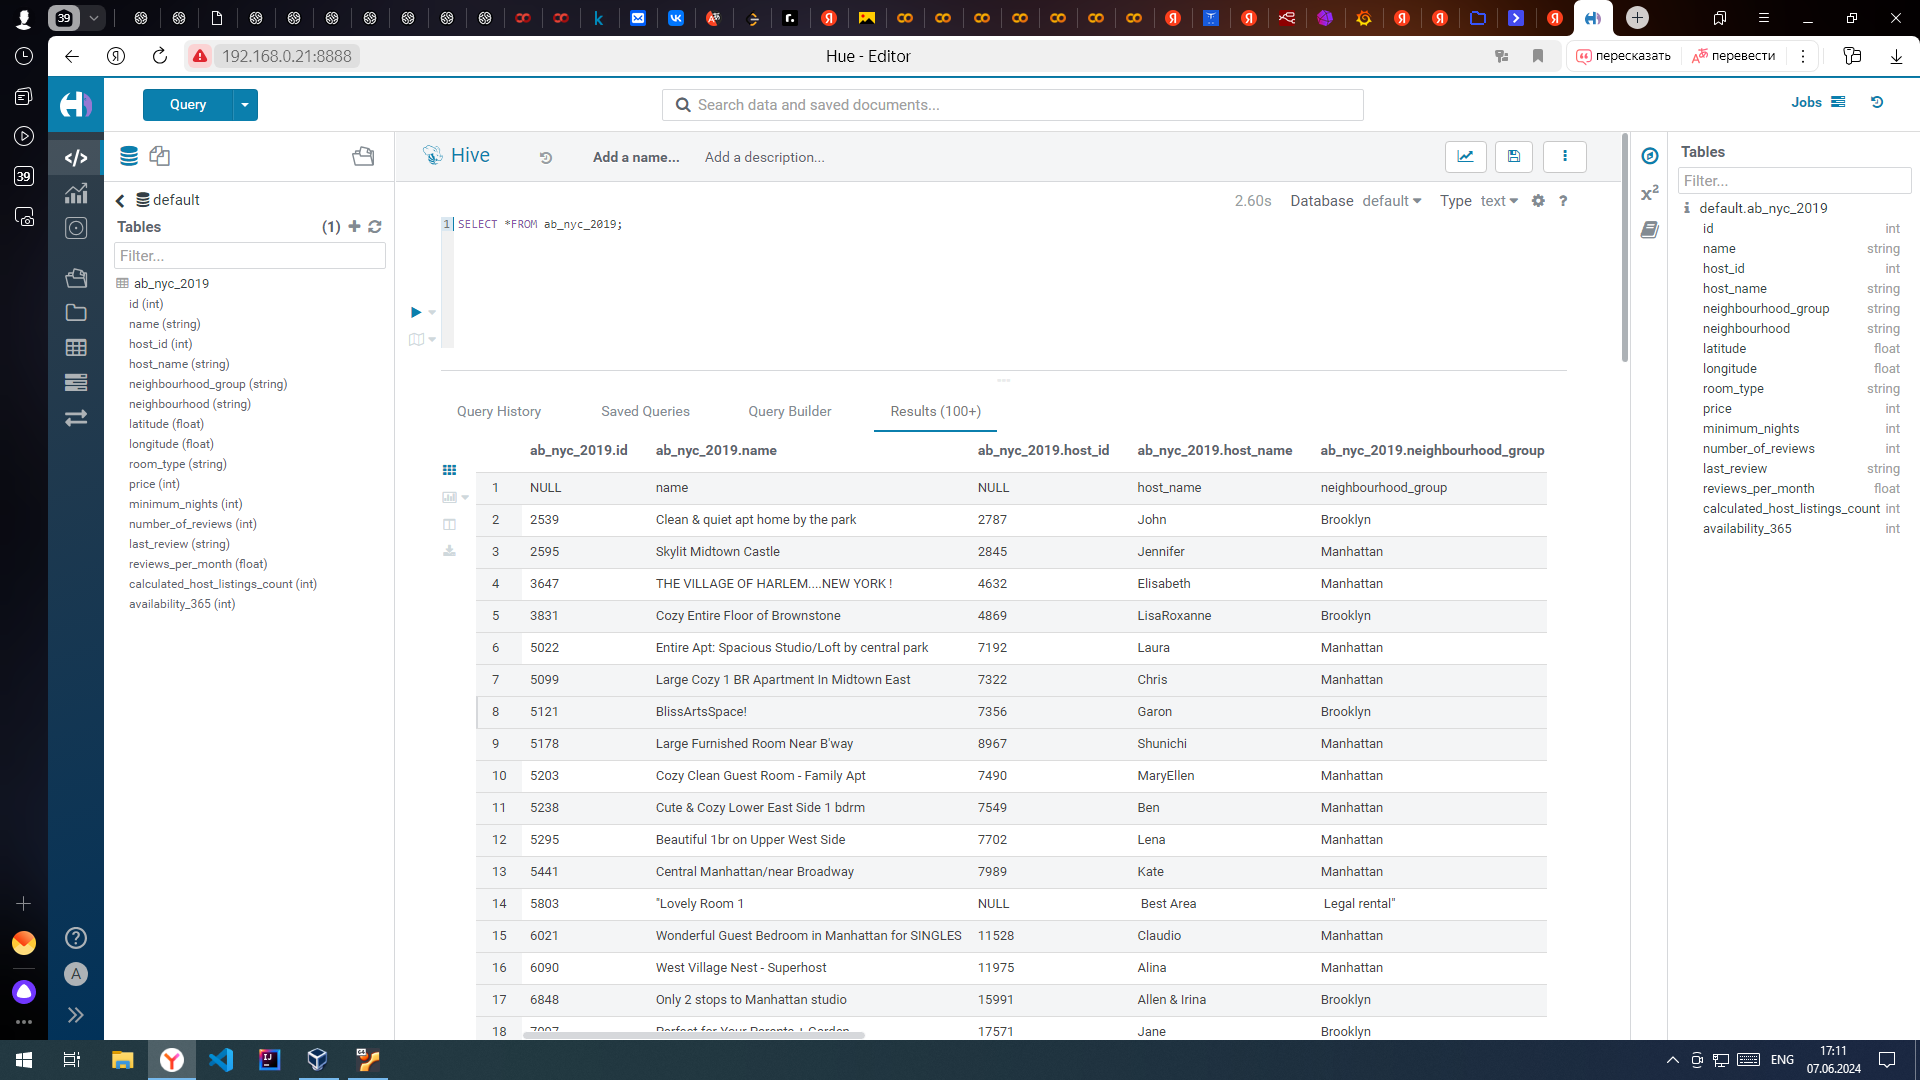 39
192.168.0.21:8888
Hue - Editor
пересказать
перевести
39
Query
Search data and saved documents...
Jobs
Hive
Add a name...
Add a description...
default
Tables
(1)
Filter...
ab_nyc_2019
id (int)
name (string)
host_id (int)
host_name (string)
neighbourhood_group (string)
neighbourhood (string)
latitude (float)
longitude (float)
room_type (string)
price (int)
minimum_nights (int)
number_of_reviews (int)
last_review (string)
reviews_per_month (float)
calculated_host_listings_count (int)
availability_365 (int)
A
2.60s Database default Type text ?
1 SELECT *FROM ab_nyc_2019;
Query History Saved Queries Query Builder Results (100+)
ab_nyc_2019.id ab_nyc_2019.name ab_nyc_2019.host_id ab_nyc_2019.host_name ab_nyc_2019.neighbourhood_group
1 NULL name NULL host_name neighbourhood_group
2 2539 Clean & quiet apt home by the park 2787 John Brooklyn
3 2595 Skylit Midtown Castle 2845 Jennifer Manhattan
4 3647 THE VILLAGE OF HARLEM....NEW YORK ! 4632 Elisabeth Manhattan
5 3831 Cozy Entire Floor of Brownstone 4869 LisaRoxanne Brooklyn
6 5022 Entire Apt: Spacious Studio/Loft by central park 7192 Laura Manhattan
7 5099 Large Cozy 1 BR Apartment In Midtown East 7322 Chris Manhattan
8 5121 BlissArtsSpace! 7356 Garon Brooklyn
9 5178 Large Furnished Room Near B'way 8967 Shunichi Manhattan
10 5203 Cozy Clean Guest Room - Family Apt 7490 MaryEllen Manhattan
11 5238 Cute & Cozy Lower East Side 1 bdrm 7549 Ben Manhattan
12 5295 Beautiful 1br on Upper West Side 7702 Lena Manhattan
13 5441 Central Manhattan/near Broadway 7989 Kate Manhattan
14 5803 "Lovely Room 1 NULL Best Area Legal rental"
15 6021 Wonderful Guest Bedroom in Manhattan for SINGLES 11528 Claudio Manhattan
16 6090 West Village Nest - Superhost 11975 Alina Manhattan
17 6848 Only 2 stops to Manhattan studio 15991 Allen & Irina Brooklyn
18 7097 Perfect for Your Parents + Garden 17571 Jane Brooklyn
x²
Tables
Filter...
default.ab_nyc_2019
id int
name string
host_id int
host_name string
neighbourhood_group string
neighbourhood string
latitude float
longitude float
room_type string
price int
minimum_nights int
number_of_reviews int
last_review string
reviews_per_month float
calculated_host_listings_count int
availability_365 int
ENG
17:11
07.06.2024